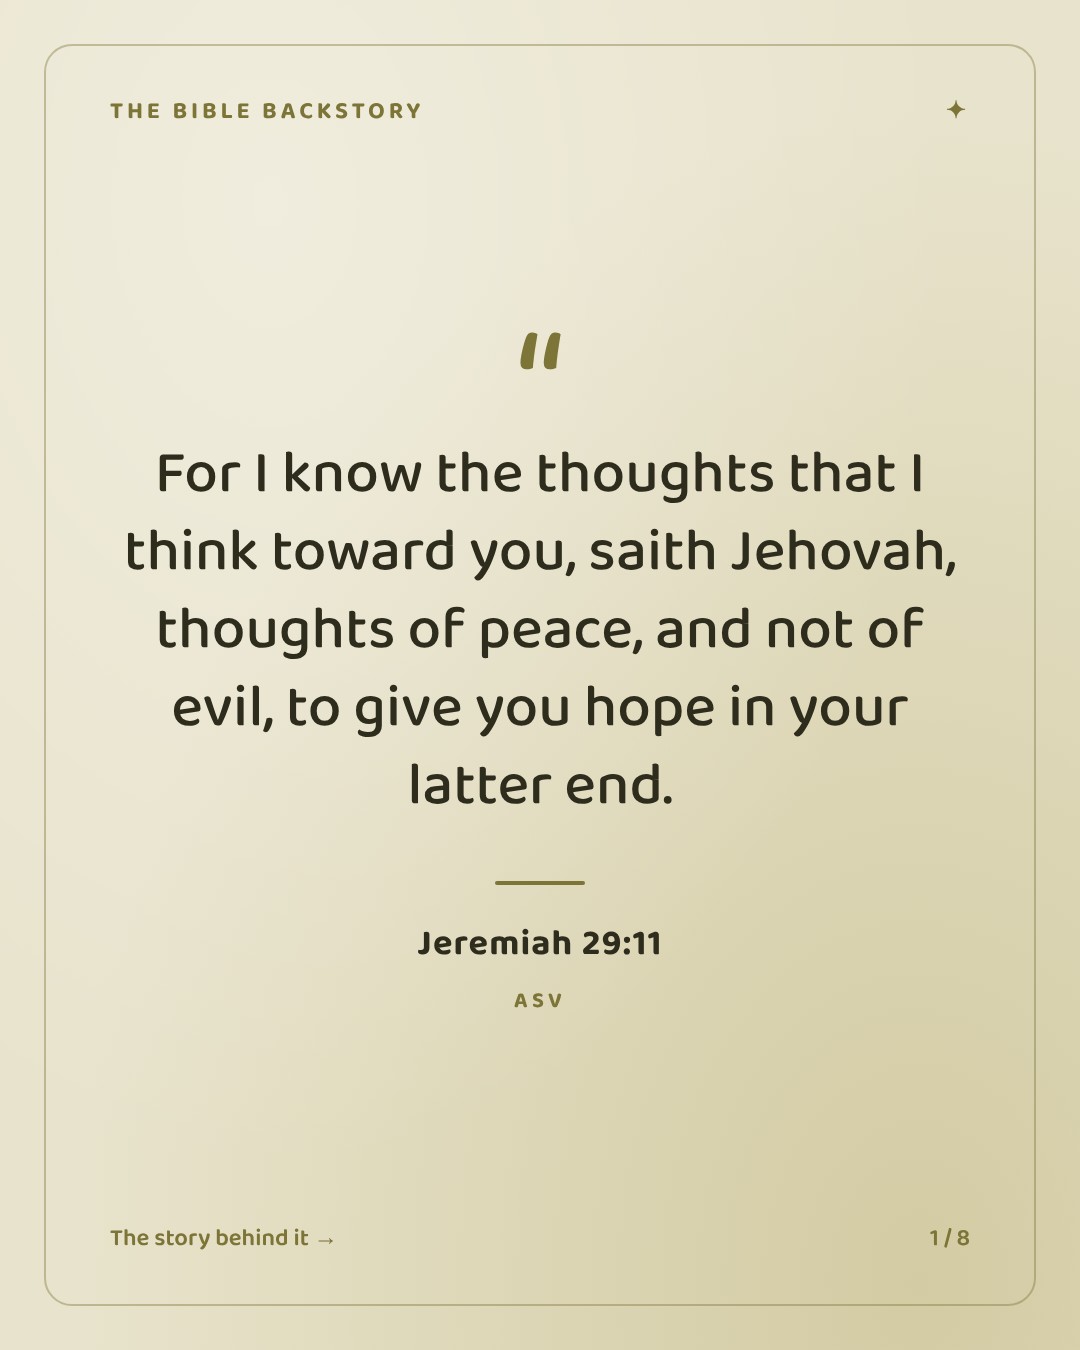 THE BIBLE BACKSTORY ✦
“
For I know the thoughts that I
think toward you, saith Jehovah,
thoughts of peace, and not of
evil, to give you hope in your
latter end.
Jeremiah 29:11
ASV
The story behind it →
1 / 8